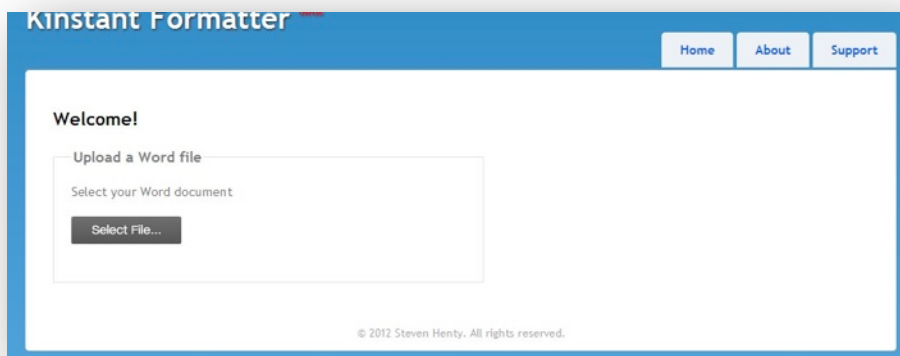 Kinstant Formatter
Home About Support
Welcome!
Upload a Word file
Select your Word document
Select File...
© 2012 Steven Henty. All rights reserved.